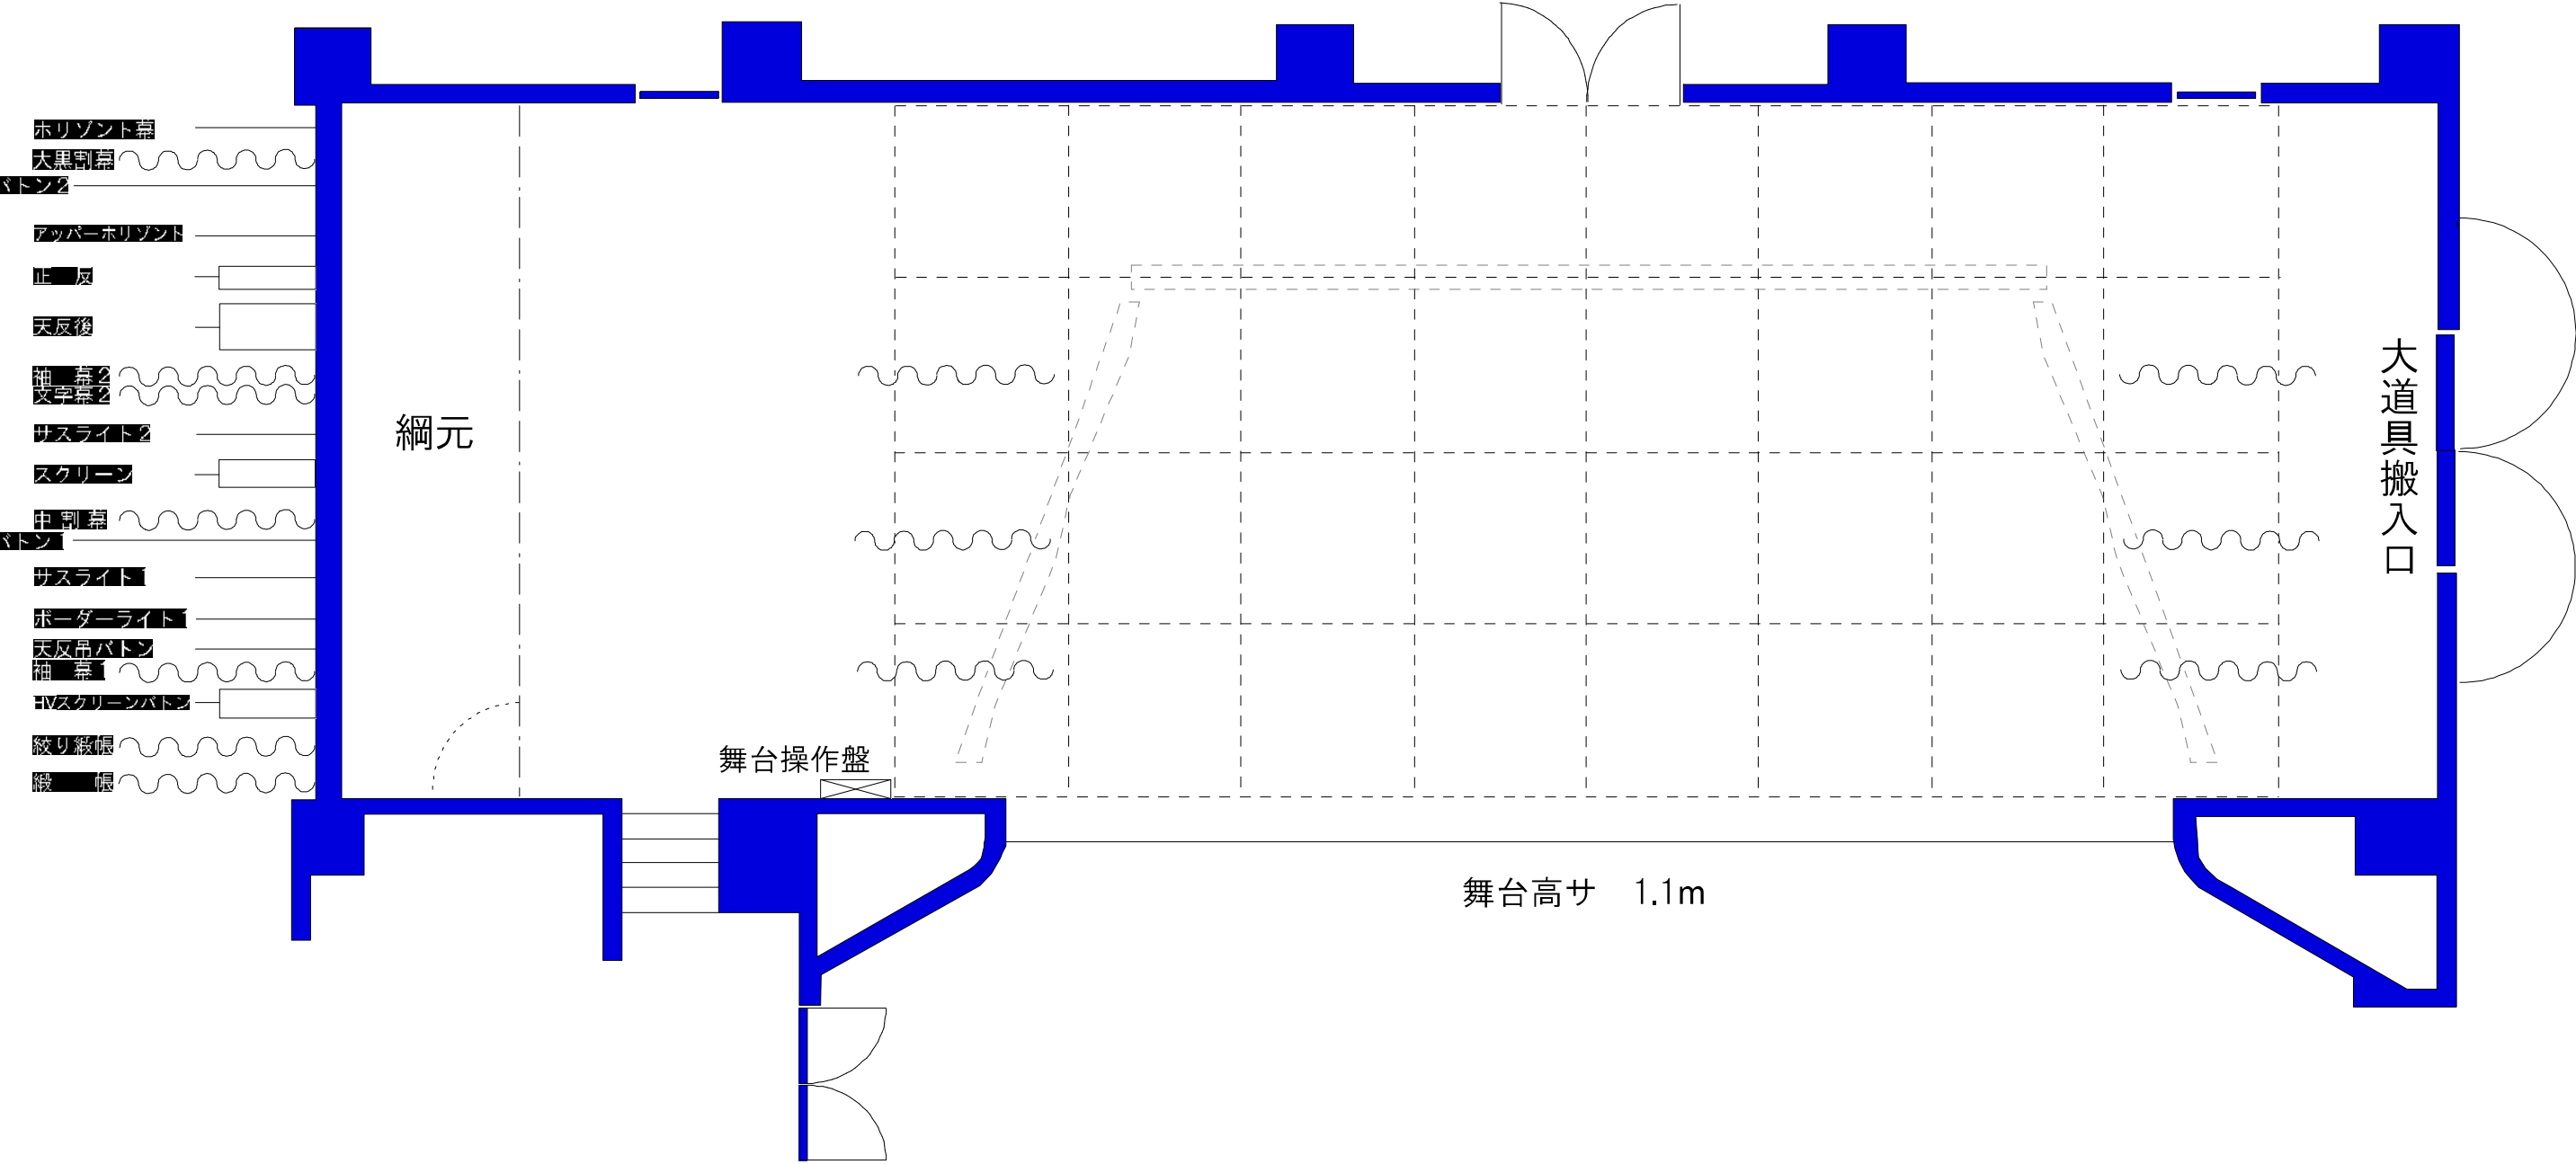 ホリゾント幕
大黒割幕
バトン2
アッパーホリゾント
正　反
天反後
袖　幕2
文字幕2
サスライト2
スクリーン
中 割 幕
バトン1
サスライト1
ボーダーライト1
天反吊バトン
袖　幕1
HVスクリーンバトン
絞り緞帳
緞　　帳
綱元
舞台操作盤
大道具搬入口
舞台高サ　1.1m